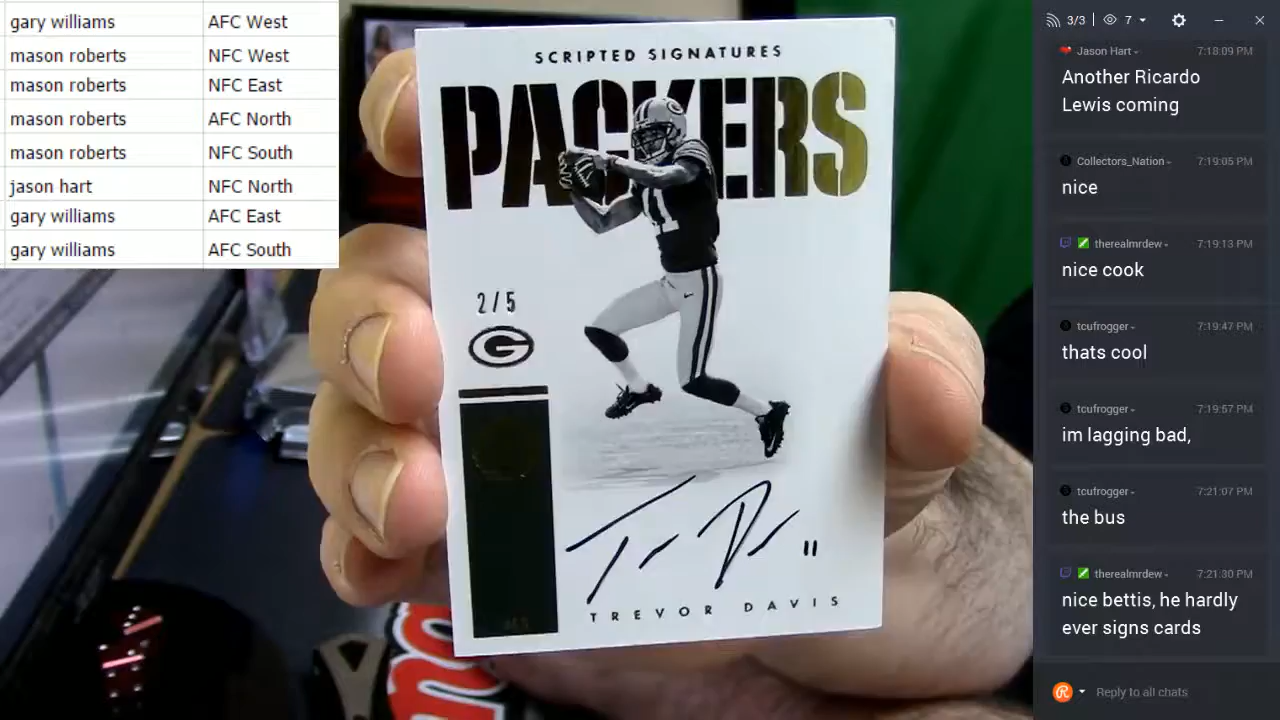 gary williams AFC West
mason roberts NFC West
mason roberts NFC East
mason roberts AFC North
mason roberts NFC South
jason hart NFC North
gary williams AFC East
gary williams AFC South
SCRIPTED SIGNATURES
PACKERS
11
2/5
G
11
TREVOR DAVIS
3/3 7
Jason Hart 7:18:09 PM
Another Ricardo
Lewis coming
Collectors_Nation 7:19:05 PM
nice
therealmrdew 7:19:13 PM
nice cook
tcufrogger 7:19:47 PM
thats cool
tcufrogger 7:19:57 PM
im lagging bad,
tcufrogger 7:21:07 PM
the bus
therealmrdew 7:21:30 PM
nice bettis, he hardly
ever signs cards
Reply to all chats